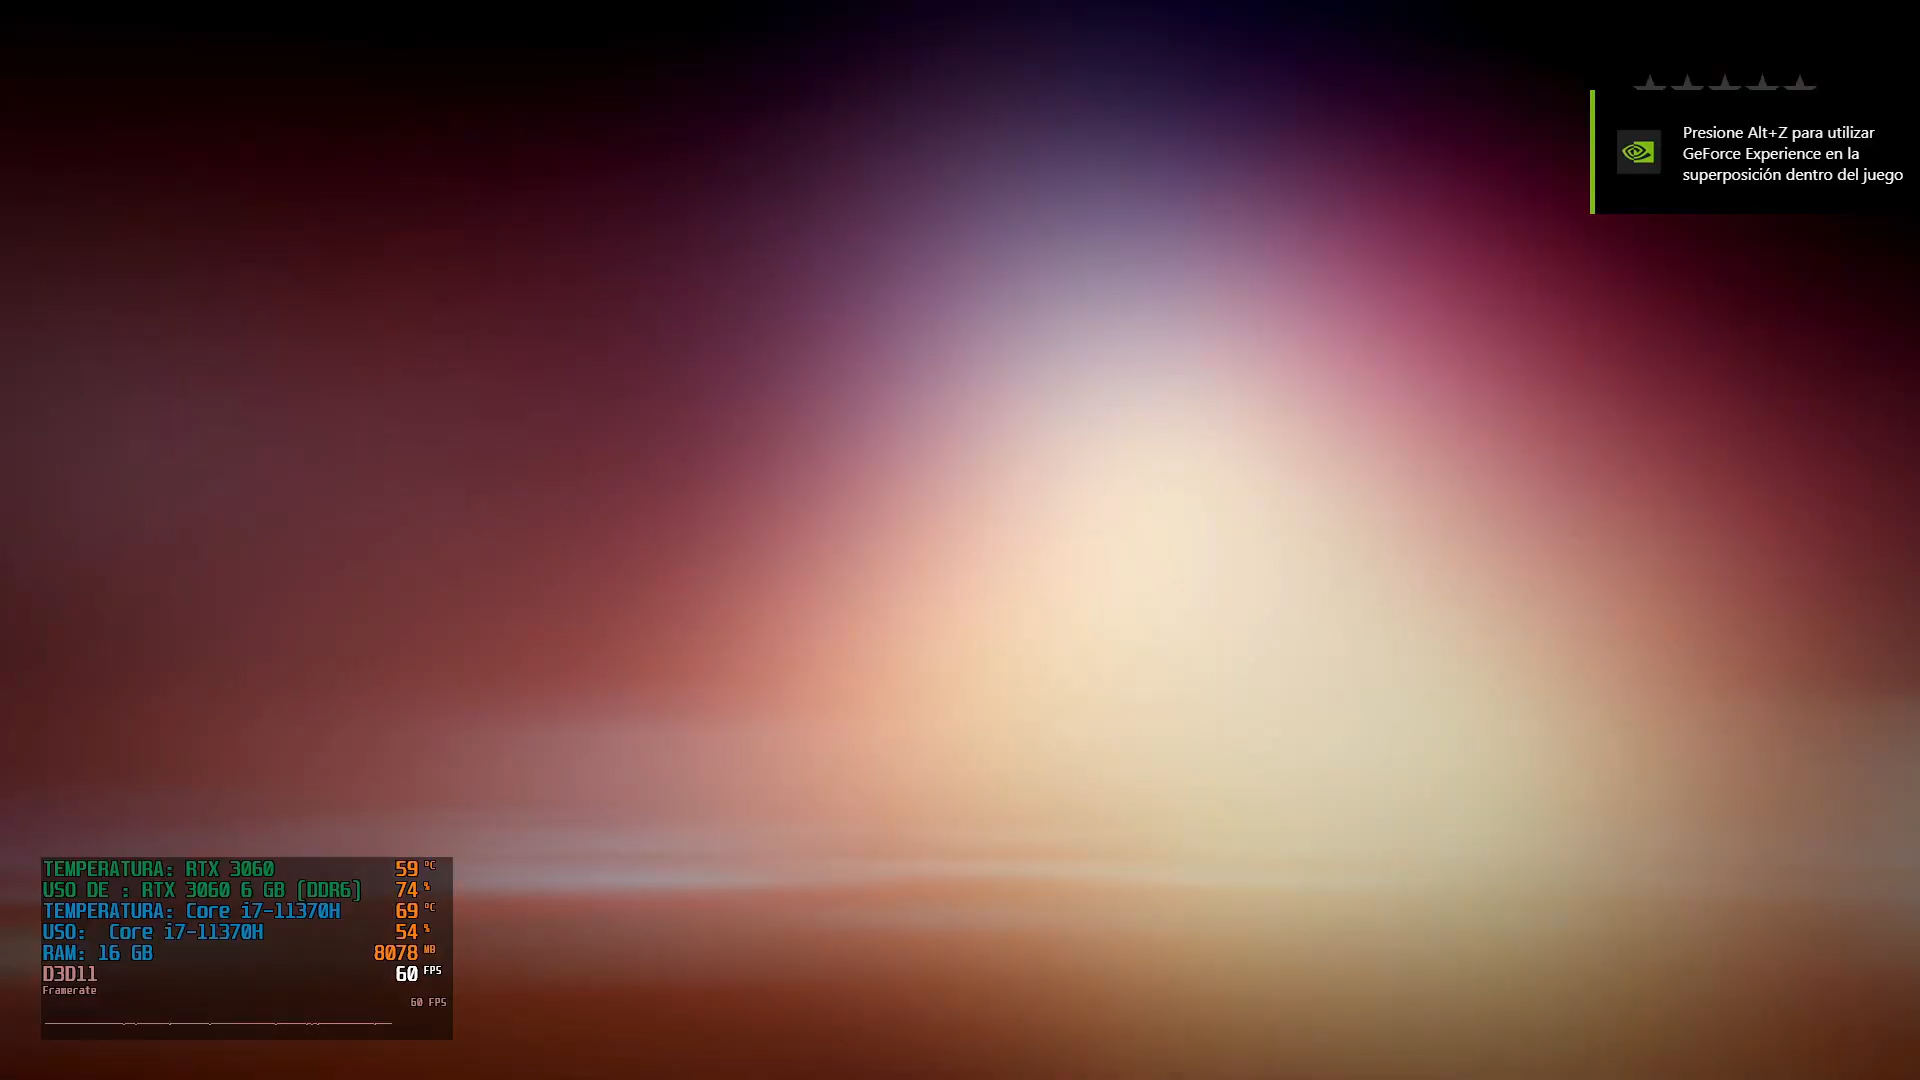 Presione Alt+Z para utilizar
GeForce Experience en la
superposición dentro del juego
TEMPERATURA: RTX 3060 59 °C
USO DE : RTX 3060 6 GB (DDR6) 74 %
TEMPERATURA: Core i7-11370H 69 °C
USO: Core i7-11370H 54 %
RAM: 16 GB 8078 MB
D3D11 60 FPS
Framerate
60 FPS